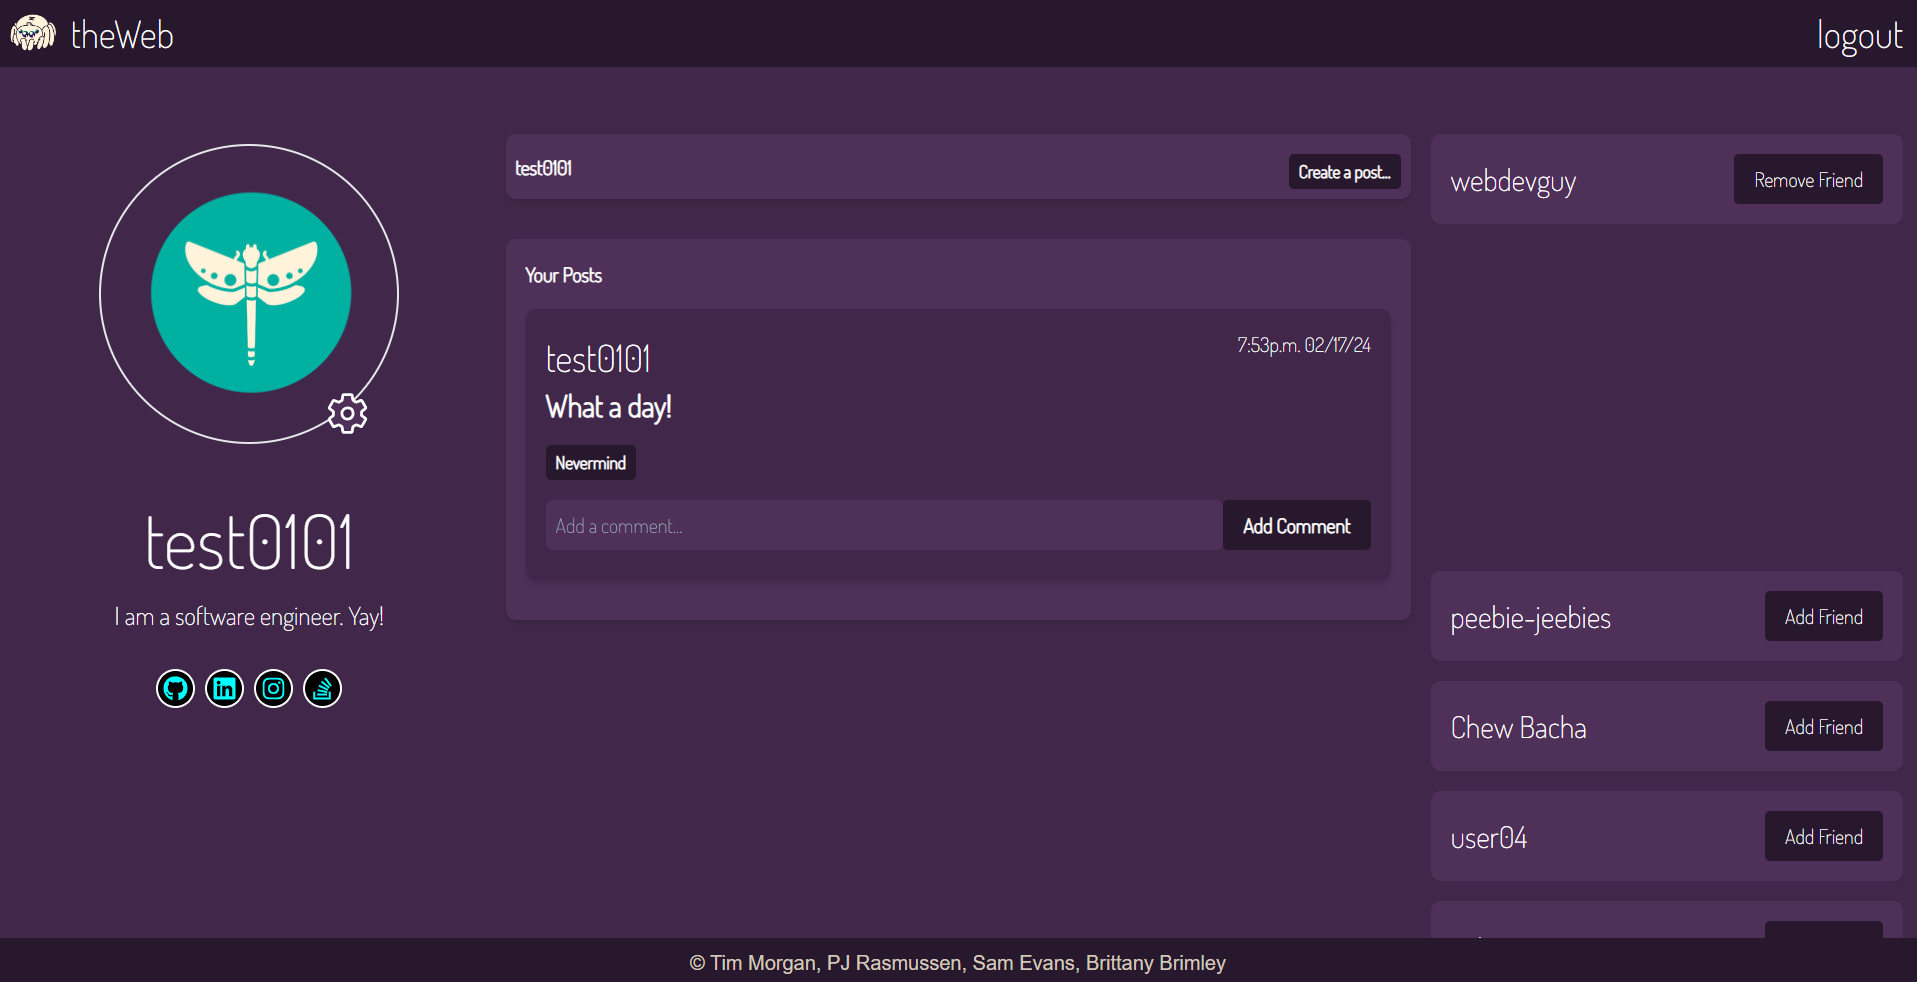 theWeb
logout
test0101
I am a software engineer. Yay!
test0101
Create a post...
Your Posts
test0101
7:53p.m. 02/17/24
What a day!
Nevermind
Add a comment...
Add Comment
webdevguy
Remove Friend
peebie-jeebies
Add Friend
Chew Bacha
Add Friend
user04
Add Friend
© Tim Morgan, PJ Rasmussen, Sam Evans, Brittany Brimley